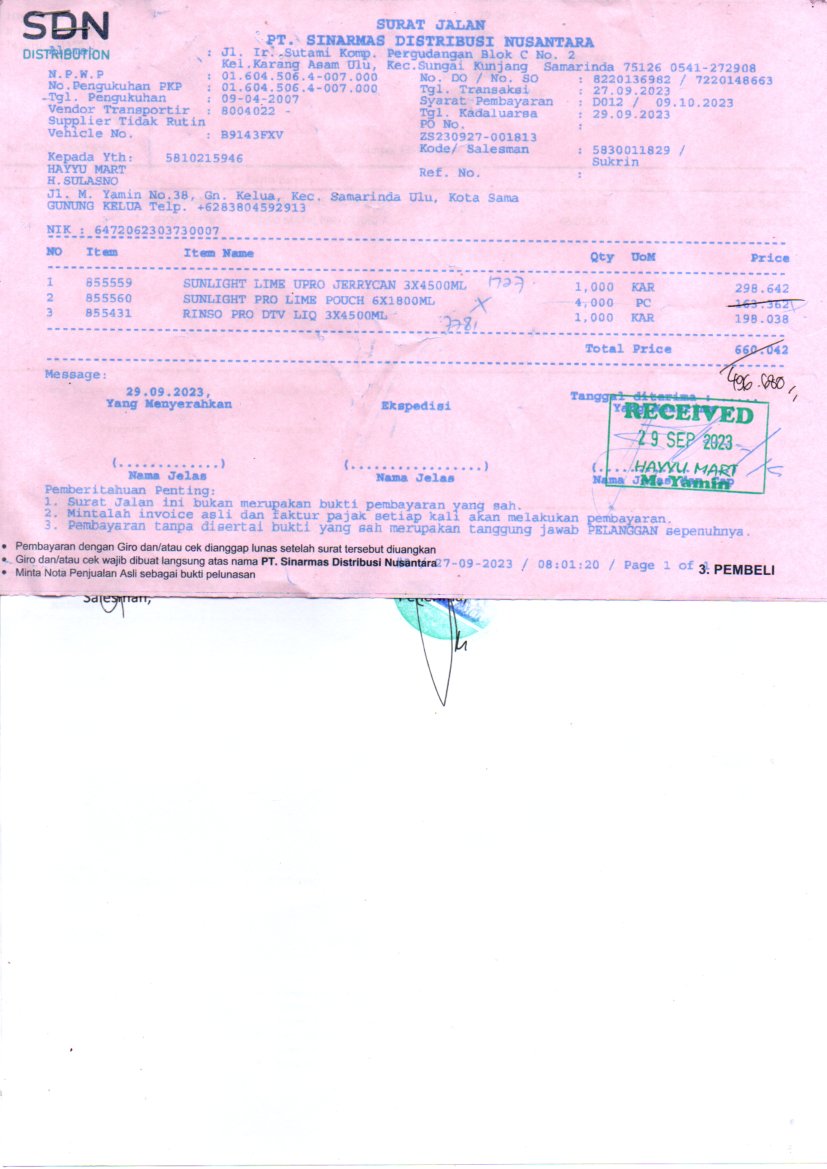 SDN
DISTRIBUTION
SURAT JALAN
PT. SINARMAS DISTRIBUSI NUSANTARA
: Jl. Ir. Sutami Komp. Pergudangan Blok C No. 2
Kel.Karang Asam Ulu, Kec.Sungai Kunjang Samarinda 75126 0541-272908
N.P.W.P : 01.604.506.4-007.000 No. DO / No. SO : 8220136982 / 7220148663
No.Pengukuhan PKP : 01.604.506.4-007.000 Tgl. Transaksi : 27.09.2023
Tgl. Pengukuhan : 09-04-2007 Syarat Pembayaran : D012 / 09.10.2023
Vendor Transportir : 8004022 - Tgl. Kadaluarsa : 29.09.2023
Supplier Tidak Rutin PO No. :
Vehicle No. : B9143FXV ZS230927-001813
Kode/ Salesman : 5830011829 /
Sukrin
Kepada Yth: 5810215946
HAYYU MART Ref. No. :
H.SULASNO
Jl. M. Yamin No.38, Gn. Kelua, Kec. Samarinda Ulu, Kota Sama
GUNUNG KELUA Telp. +6283804592913
NIK : 6472062303730007
NO Item Item Name Qty UoM Price
1 855559 SUNLIGHT LIME UPRO JERRYCAN 3X4500ML 1,000 KAR 298.642
2 855560 SUNLIGHT PRO LIME POUCH 6X1800ML X 4,000 PC 163.362
3 855431 RINSO PRO DTV LIQ 3X4500ML 1,000 KAR 198.038
Total Price 660.042
496.680,
Message:
29.09.2023,
Yang Menyerahkan Ekspedisi Tanggal diterima :
RECEIVED
29 SEP 2023
HAYYU MART
M. Yamin
(.............) (................)
Nama Jelas Nama Jelas
Pemberitahuan Penting:
1. Surat Jalan ini bukan merupakan bukti pembayaran yang sah.
2. Mintalah invoice asli dan faktur pajak setiap kali akan melakukan pembayaran.
3. Pembayaran tanpa disertai bukti yang sah merupakan tanggung jawab PELANGGAN sepenuhnya.
• Pembayaran dengan Giro dan/atau cek dianggap lunas setelah surat tersebut diuangkan
• Giro dan/atau cek wajib dibuat langsung atas nama PT. Sinarmas Distribusi Nusantara
27-09-2023 / 08:01:20 / Page 1 of
3. PEMBELI
• Minta Nota Penjualan Asli sebagai bukti pelunasan
Salesman,